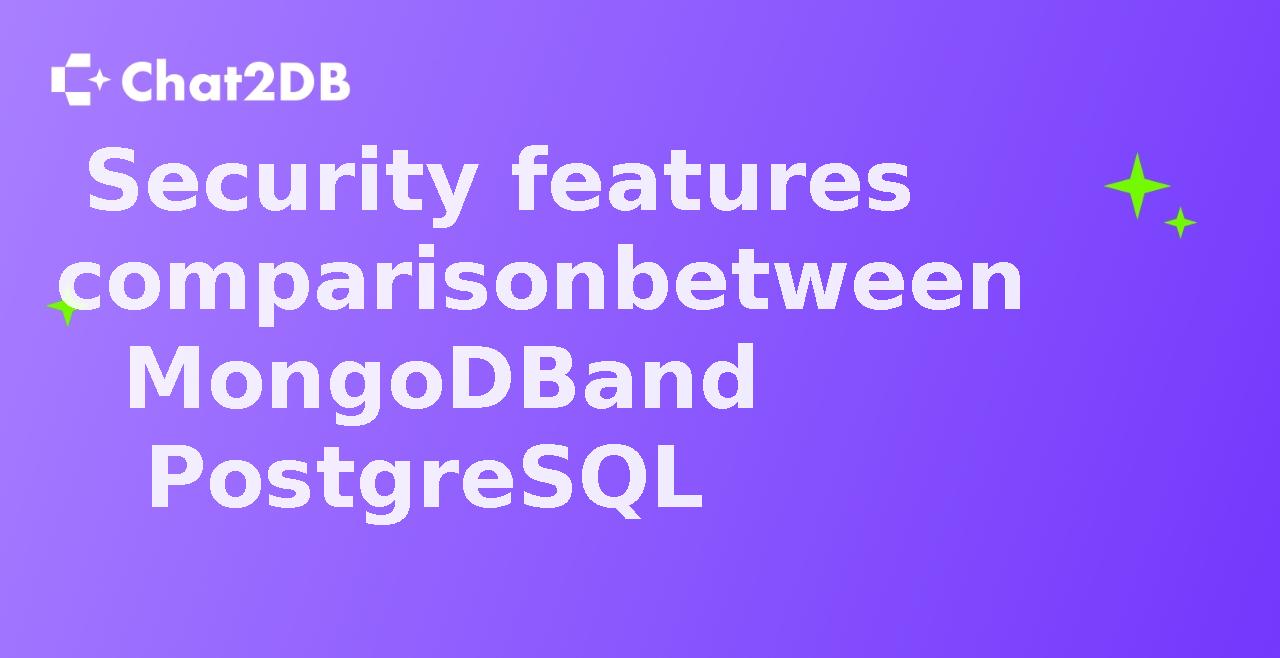 Chat2DB
Security features
comparisonbetween
MongoDBand
PostgreSQL